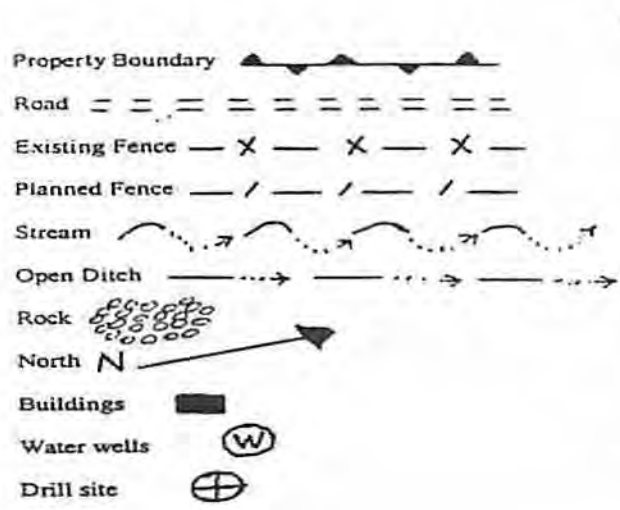 Property Boundary
Road
Existing Fence
Planned Fence
Stream
Open Ditch
Rock
North N
Buildings
Water wells W
Drill site